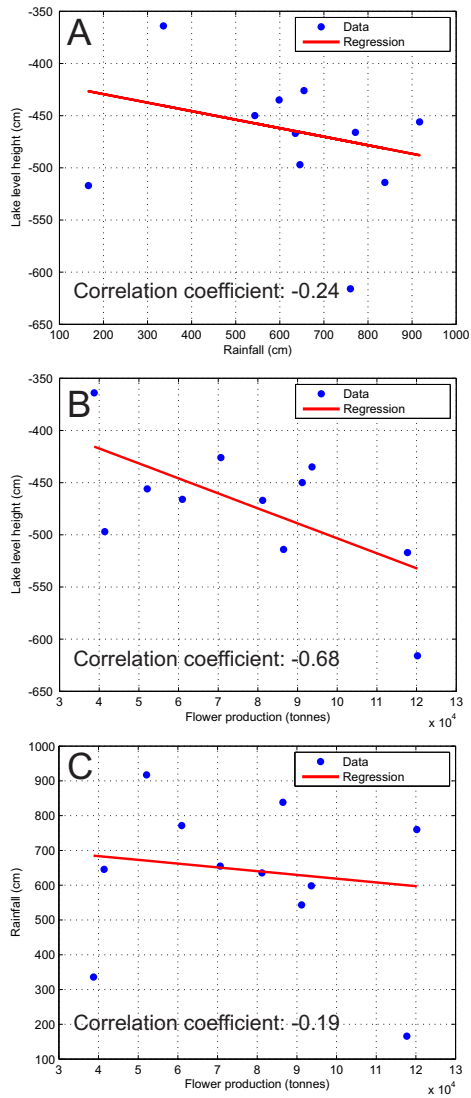 A
Data
Regression
Lake level height (cm)
-350
-400
-450
-500
-550
-600
-650
Correlation coefficient: -0.24
100 200 300 400 500 600 700 800 900 1000
Rainfall (cm)
B
Data
Regression
Lake level height (cm)
-350
-400
-450
-500
-550
-600
-650
Correlation coefficient: -0.68
3 4 5 6 7 8 9 10 11 12 13
Flower production (tonnes)
x 10^4
C
Data
Regression
Rainfall (cm)
1000
900
800
700
600
500
400
300
200
100
Correlation coefficient: -0.19
3 4 5 6 7 8 9 10 11 12 13
Flower production (tonnes)
x 10^4